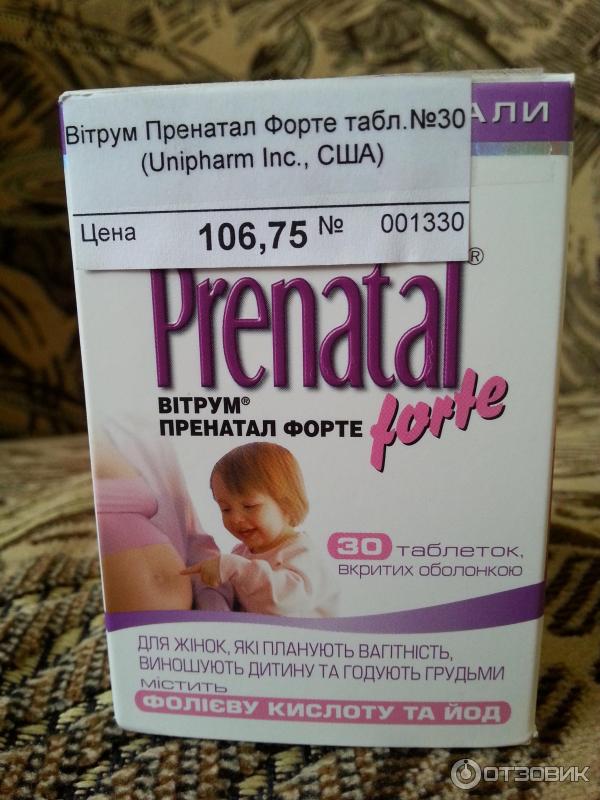 АЛИ
Вітрум Пренатал Форте табл.№30
(Unipharm Inc., США)
Цена 106,75 № 001330
Prenatal®
forte
ВІТРУМ®
ПРЕНАТАЛ ФОРТЕ
30 таблеток,
вкритих оболонкою
ДЛЯ ЖІНОК, ЯКІ ПЛАНУЮТЬ ВАГІТНІСТЬ,
ВИНОШУЮТЬ ДИТИНУ ТА ГОДУЮТЬ ГРУДЬМИ
МІСТИТЬ
ФОЛІЄВУ КИСЛОТУ ТА ЙОД
ОТЗОВИК